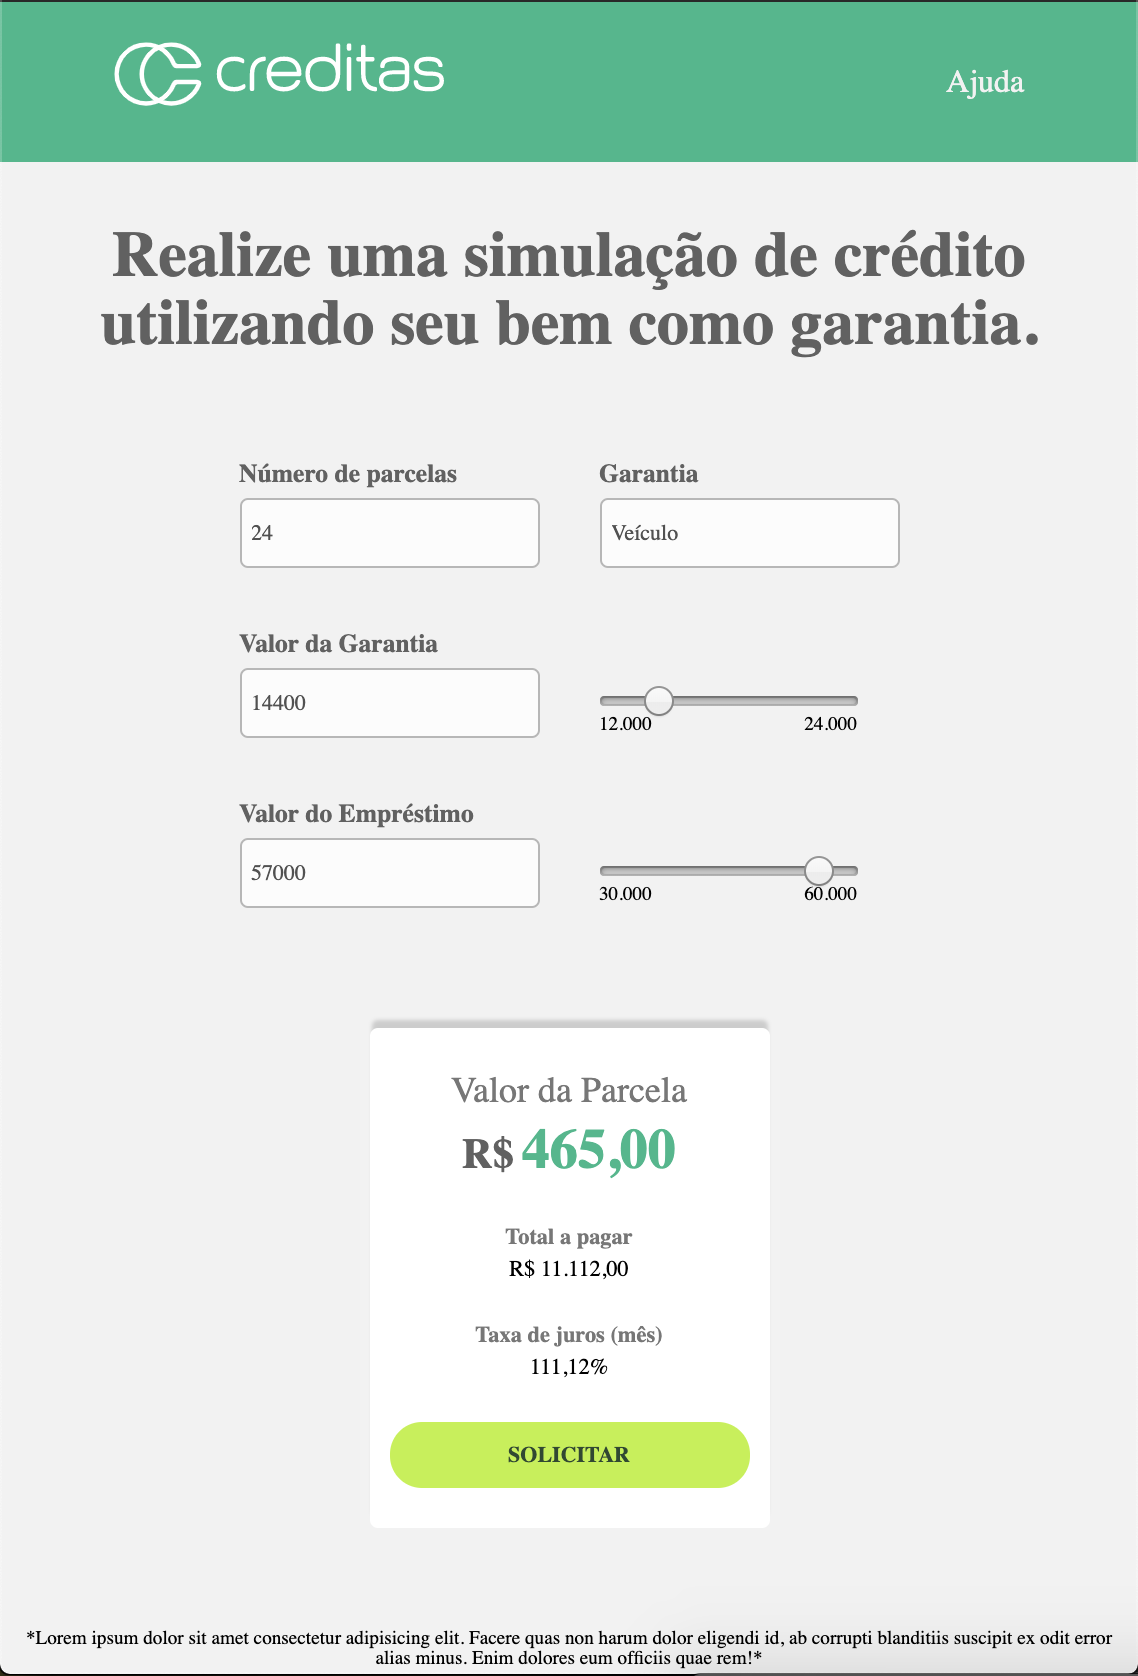 creditas
Ajuda
Realize uma simulação de crédito
utilizando seu bem como garantia.
Número de parcelas
Garantia
24
Veículo
Valor da Garantia
14400
12.000
24.000
Valor do Empréstimo
57000
30.000
60.000
Valor da Parcela
R$ 465,00
Total a pagar
R$ 11.112,00
Taxa de juros (mês)
111,12%
SOLICITAR
*Lorem ipsum dolor sit amet consectetur adipisicing elit. Facere quas non harum dolor eligendi id, ab corrupti blanditiis suscipit ex odit error
alias minus. Enim dolores eum officiis quae rem!*